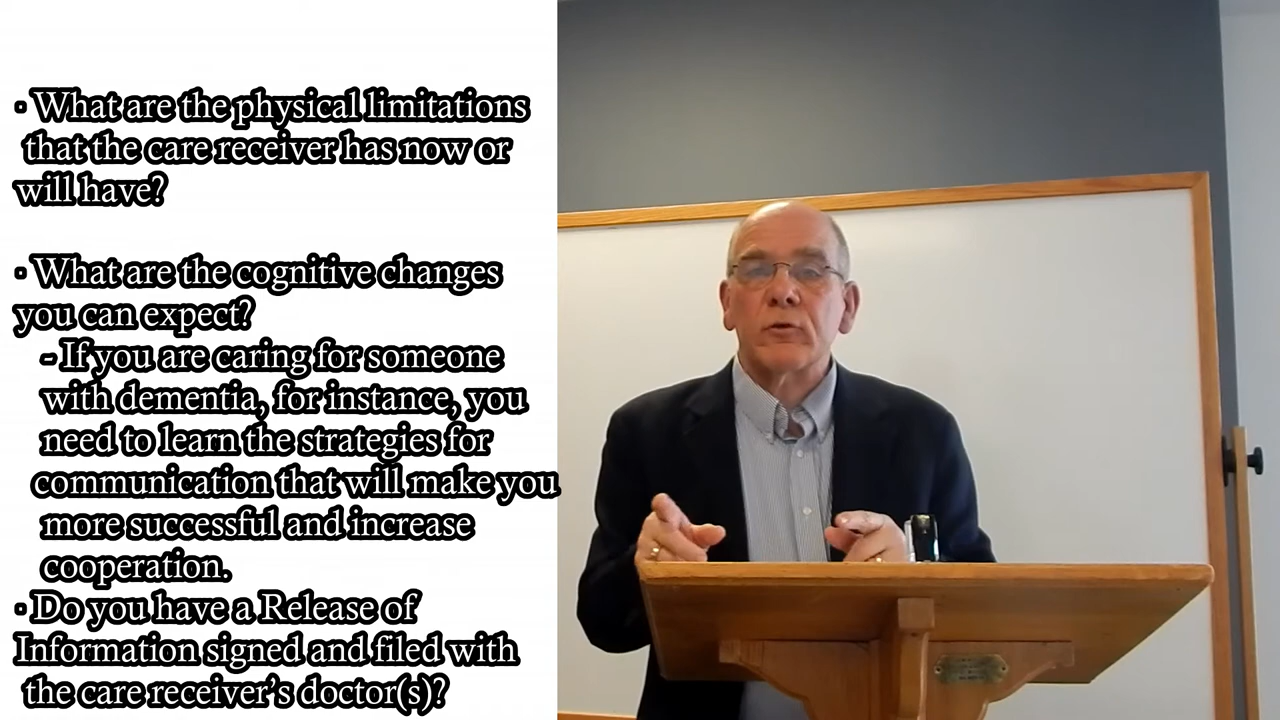 · What are the physical limitations
that the care receiver has now or
will have?
· What are the cognitive changes
you can expect?
- If you are caring for someone
with dementia, for instance, you
need to learn the strategies for
communication that will make you
more successful and increase
cooperation.
· Do you have a Release of
Information signed and filed with
the care receiver's doctor(s)?